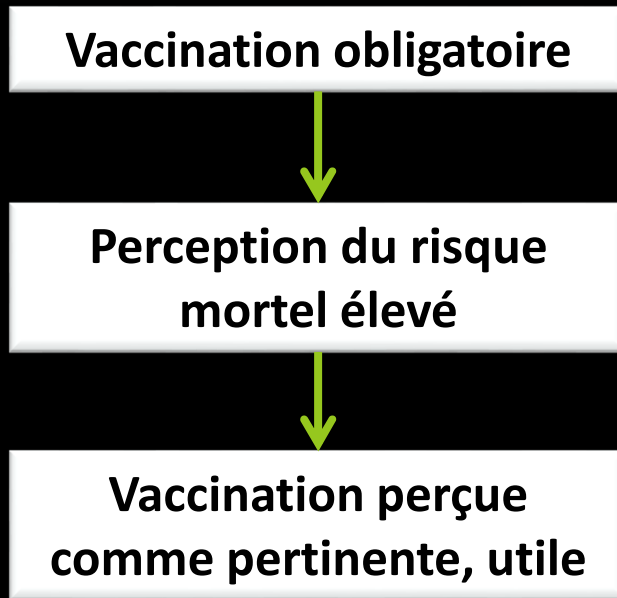 Vaccination obligatoire
Perception du risque
mortel élevé
Vaccination perçue
comme pertinente, utile